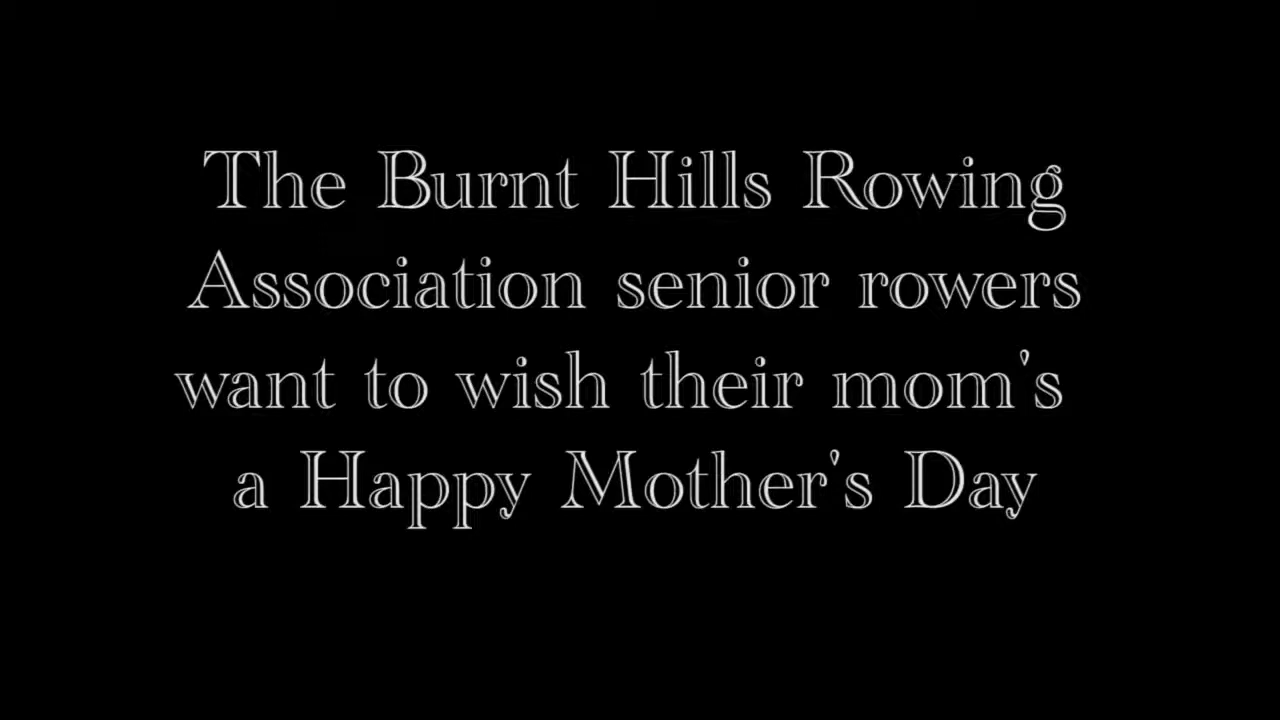 The Burnt Hills Rowing
Association senior rowers
want to wish their mom's
a Happy Mother's Day